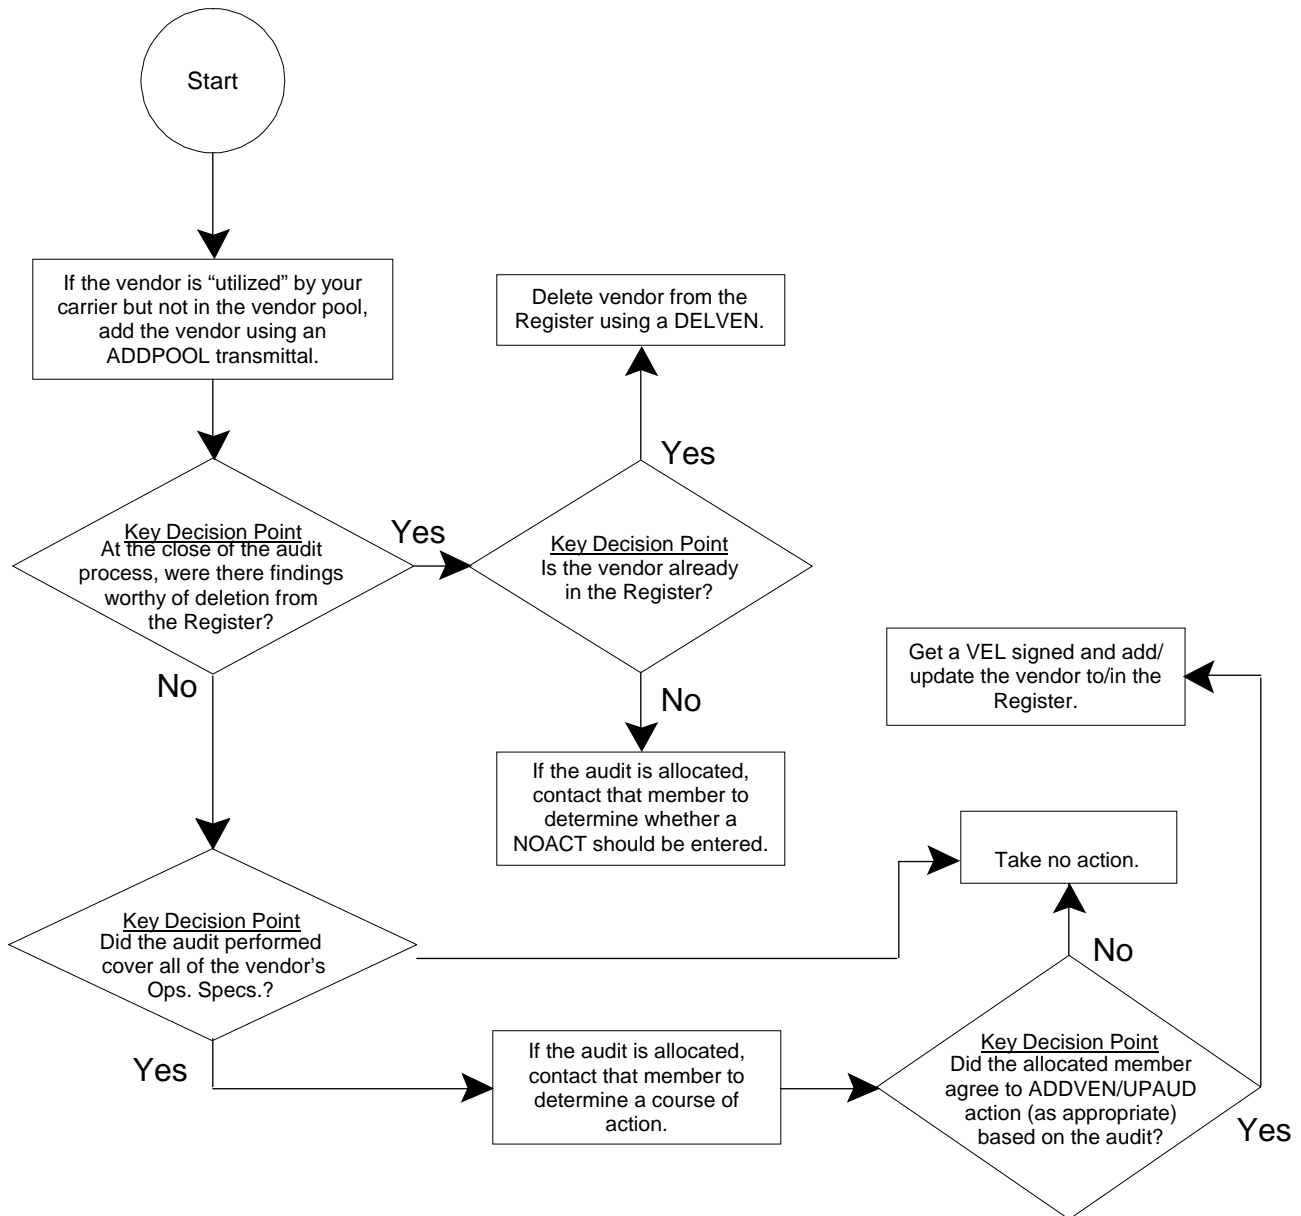 Start
If the vendor is “utilized” by your
carrier but not in the vendor pool,
add the vendor using an
ADDPOOL transmittal.
Delete vendor from the
Register using a DELVEN.
Yes
Key Decision Point
At the close of the audit
process, were there findings
worthy of deletion from
the Register?
Yes
Key Decision Point
Is the vendor already
in the Register?
No
No
Get a VEL signed and add/
update the vendor to/in the
Register.
If the audit is allocated,
contact that member to
determine whether a
NOACT should be entered.
Take no action.
Key Decision Point
Did the audit performed
cover all of the vendor’s
Ops. Specs.?
No
Yes
If the audit is allocated,
contact that member to
determine a course of
action.
Key Decision Point
Did the allocated member
agree to ADDVEN/UPAUD
action (as appropriate)
based on the audit?
Yes